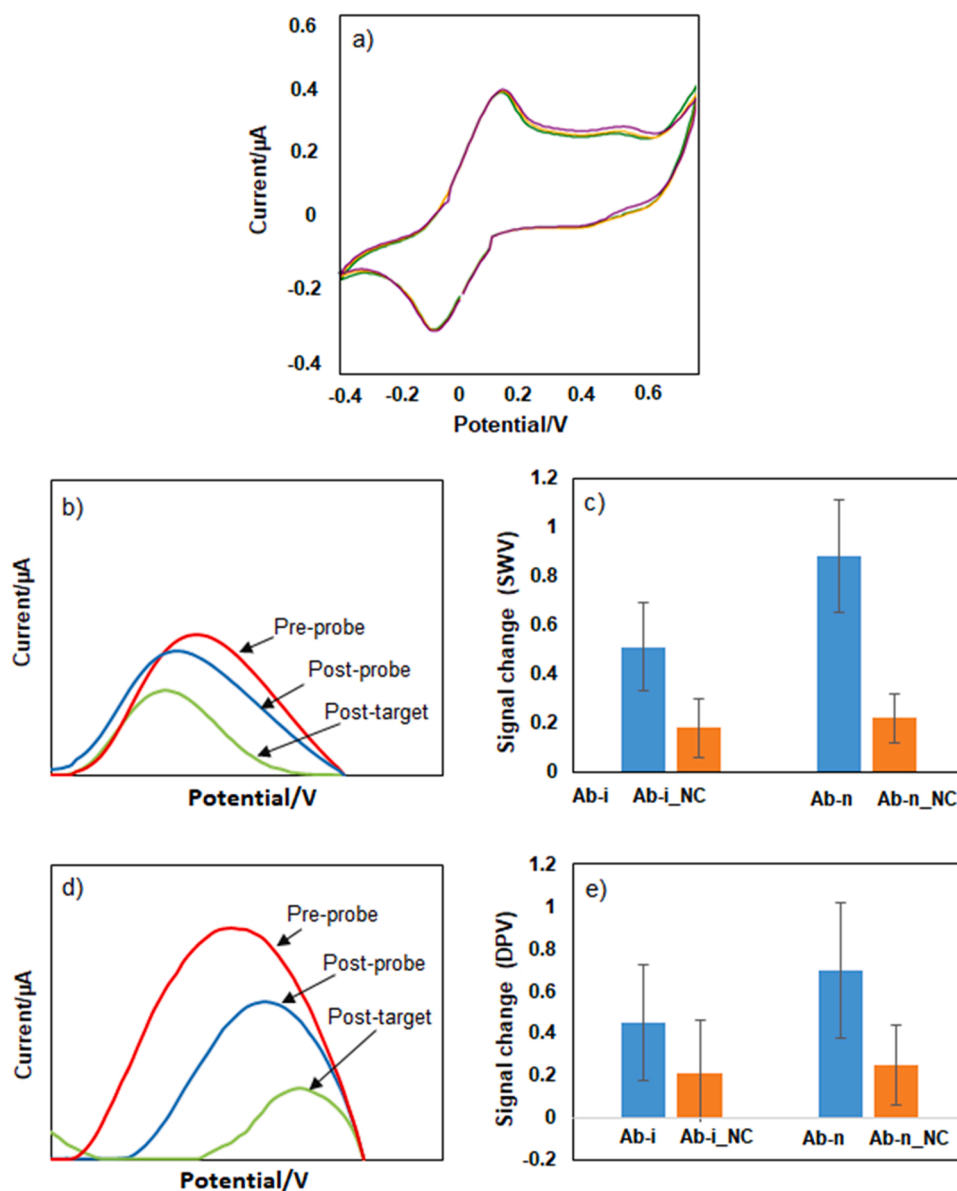 a)
Current/µA
0.6
0.4
0.2
0
-0.2
-0.4
-0.4 -0.2 0 0.2 0.4 0.6
Potential/V
b)
Current/µA
Pre-probe
Post-probe
Post-target
Potential/V
c)
Signal change (SWV)
1.2
1
0.8
0.6
0.4
0.2
0
Ab-i Ab-i_NC Ab-n Ab-n_NC
d)
Current/µA
Pre-probe
Post-probe
Post-target
Potential/V
e)
Signal change (DPV)
1.2
1
0.8
0.6
0.4
0.2
0
-0.2
Ab-i Ab-i_NC Ab-n Ab-n_NC